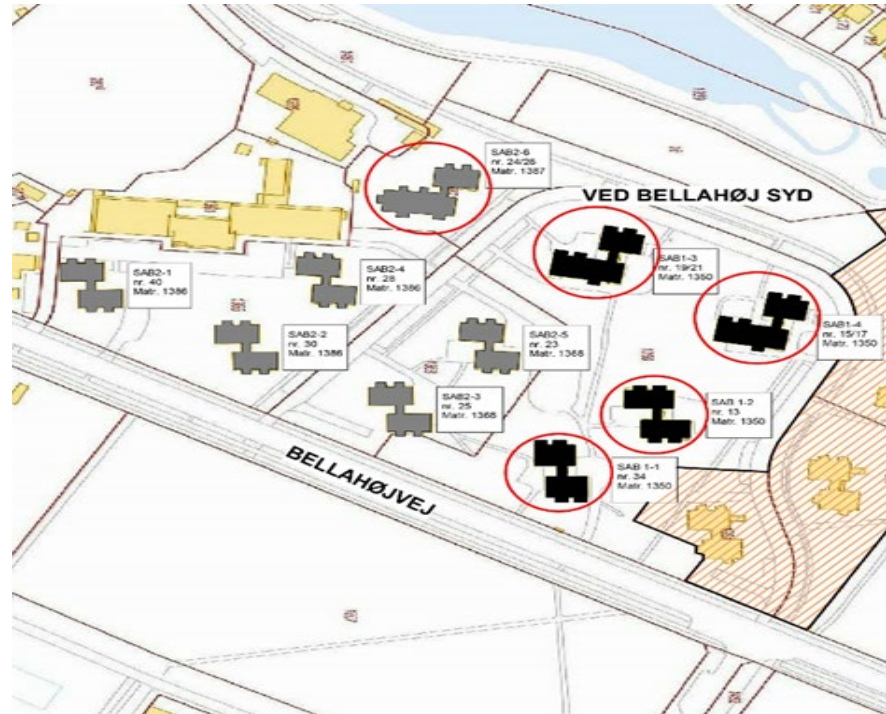 SAB2-6
nr. 24/26
Matr. 1387
VED BELLAHØJ SYD
SAB1-3
nr. 19/21
Matr. 1350
SAB2-1
nr. 40
Matr. 1386
SAB2-4
nr. 28
Matr. 1386
SAB1-4
nr. 15/17
Matr. 1350
SAB2-2
nr. 30
Matr. 1386
SAB2-5
nr. 23
Matr. 1368
SAB2-3
nr. 25
Matr. 1368
SAB 1-2
nr. 13
Matr. 1350
SAB 1-1
nr. 34
Matr. 1350
BELLAHØJVEJ